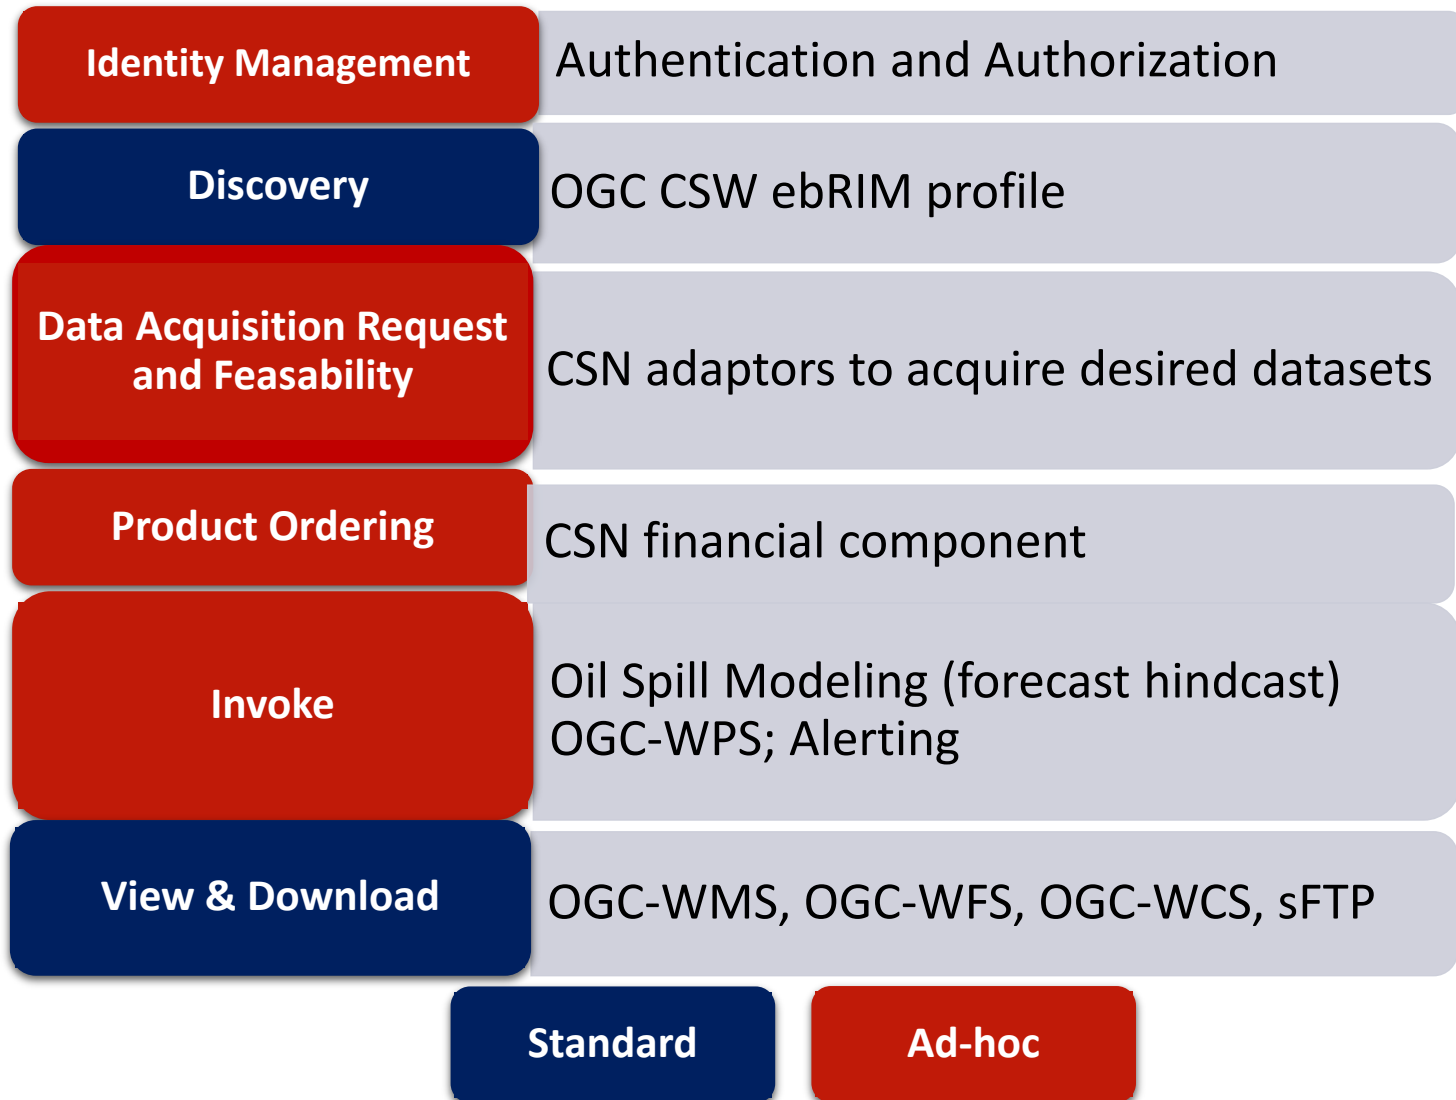 Identity Management
Authentication and Authorization
Discovery
OGC CSW ebRIM profile
Data Acquisition Request
and Feasability
CSN adaptors to acquire desired datasets
Product Ordering
CSN financial component
Invoke
Oil Spill Modeling (forecast hindcast)
OGC-WPS; Alerting
View & Download
OGC-WMS, OGC-WFS, OGC-WCS, sFTP
Standard
Ad-hoc